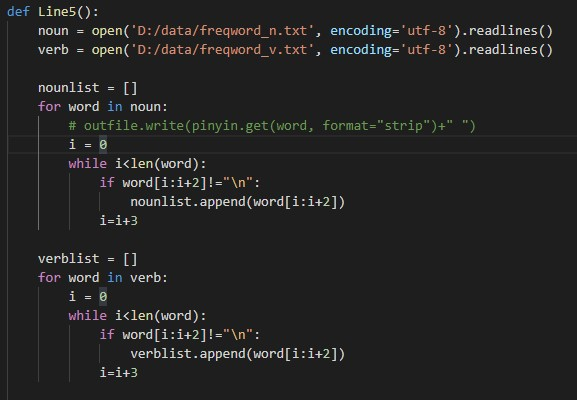 def Line5():
    noun = open('D:/data/freqword_n.txt', encoding='utf-8').readlines()
    verb = open('D:/data/freqword_v.txt', encoding='utf-8').readlines()

    nounlist = []
    for word in noun:
        # outfile.write(pinyin.get(word, format="strip")+" ")
        i = 0
        while i<len(word):
            if word[i:i+2]!="\n":
                nounlist.append(word[i:i+2])
            i=i+3

    verblist = []
    for word in verb:
        i = 0
        while i<len(word):
            if word[i:i+2]!="\n":
                verblist.append(word[i:i+2])
            i=i+3